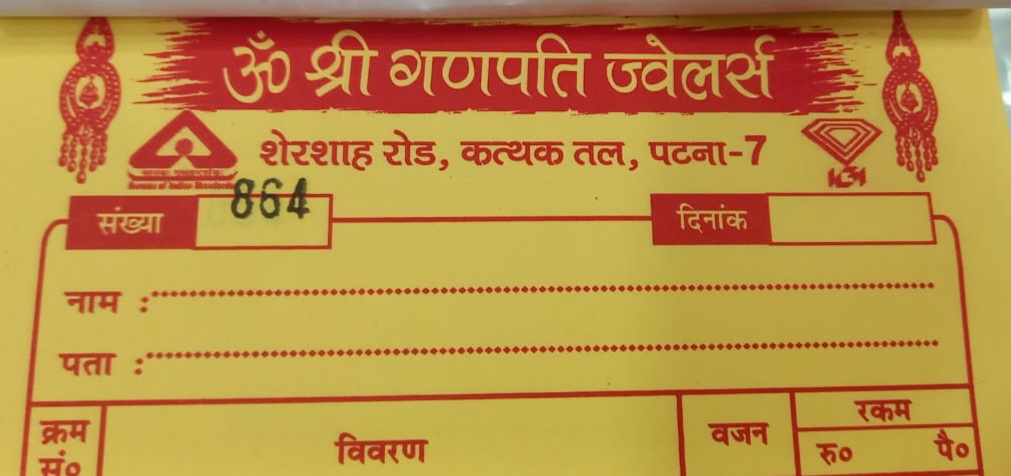 ॐ श्री गणपति ज्वेलर्स
शेरशाह रोड, कत्थक तल, पटना-7
Bureau of Indian Standards
संख्या 864 दिनांक
नाम :
पता :
क्रम सं० विवरण वजन रकम
रु० पै०